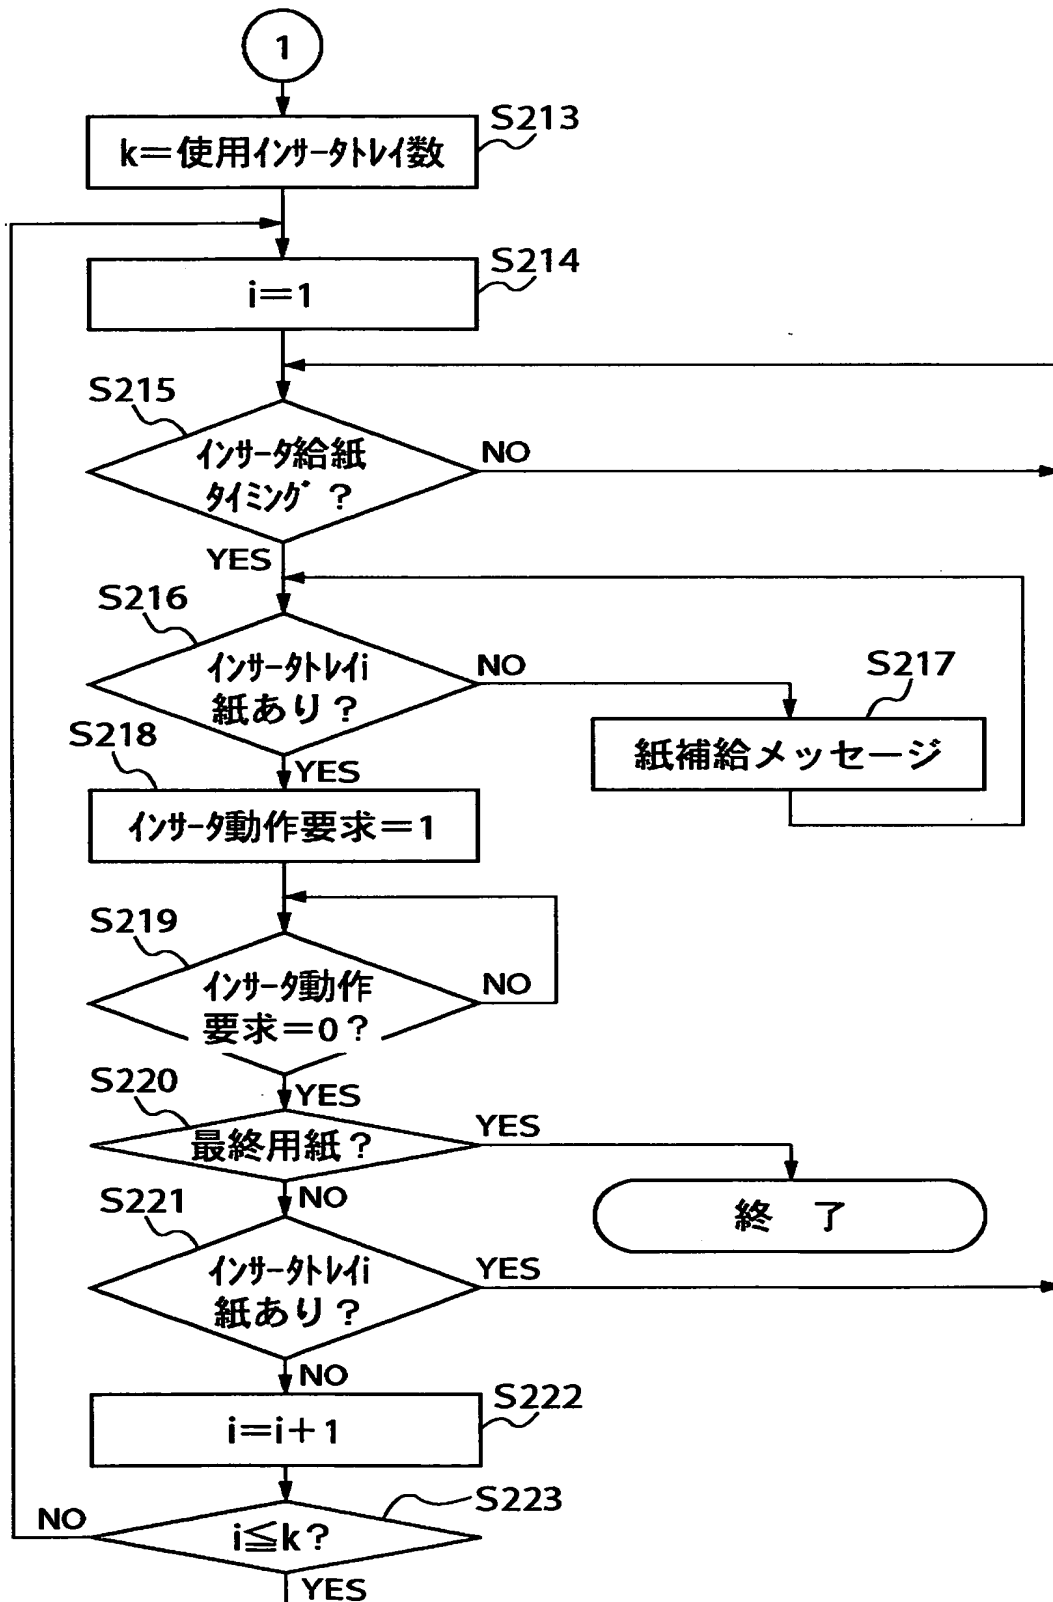 1
S213
k＝使用インサータトレイ数
S214
i＝1
S215
インサータ給紙
タイミング ？
NO
YES
S216
インサータトレイi
紙あり？
NO
S217
紙補給メッセージ
S218
YES
インサータ動作要求＝1
S219
インサータ動作
要求＝0？
NO
YES
S220
最終用紙？
YES
終 了
NO
S221
インサータトレイi
紙あり？
YES
NO
S222
i＝i＋1
S223
i≦k？
NO
YES